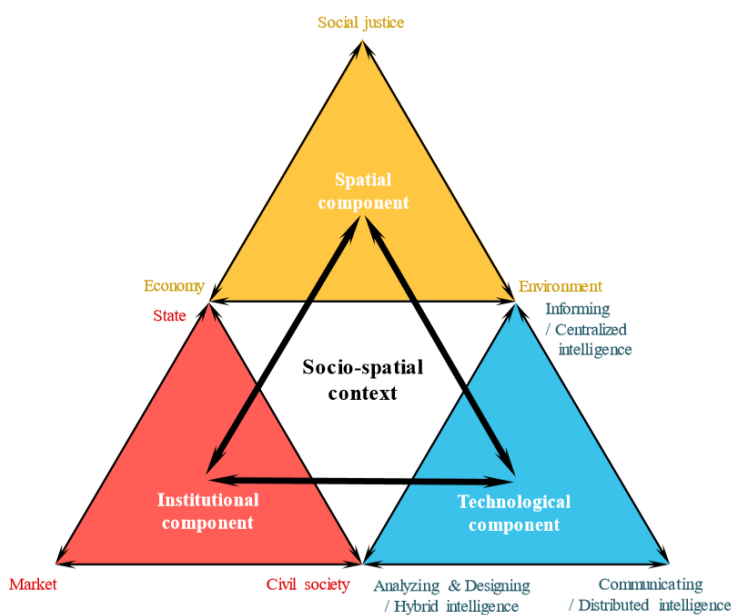 Social justice
Spatial
component
Economy
Environment
State
Informing
/ Centralized
intelligence
Socio-spatial
context
Institutional
component
Technological
component
Market
Civil society
Analyzing & Designing
/ Hybrid intelligence
Communicating
/ Distributed intelligence